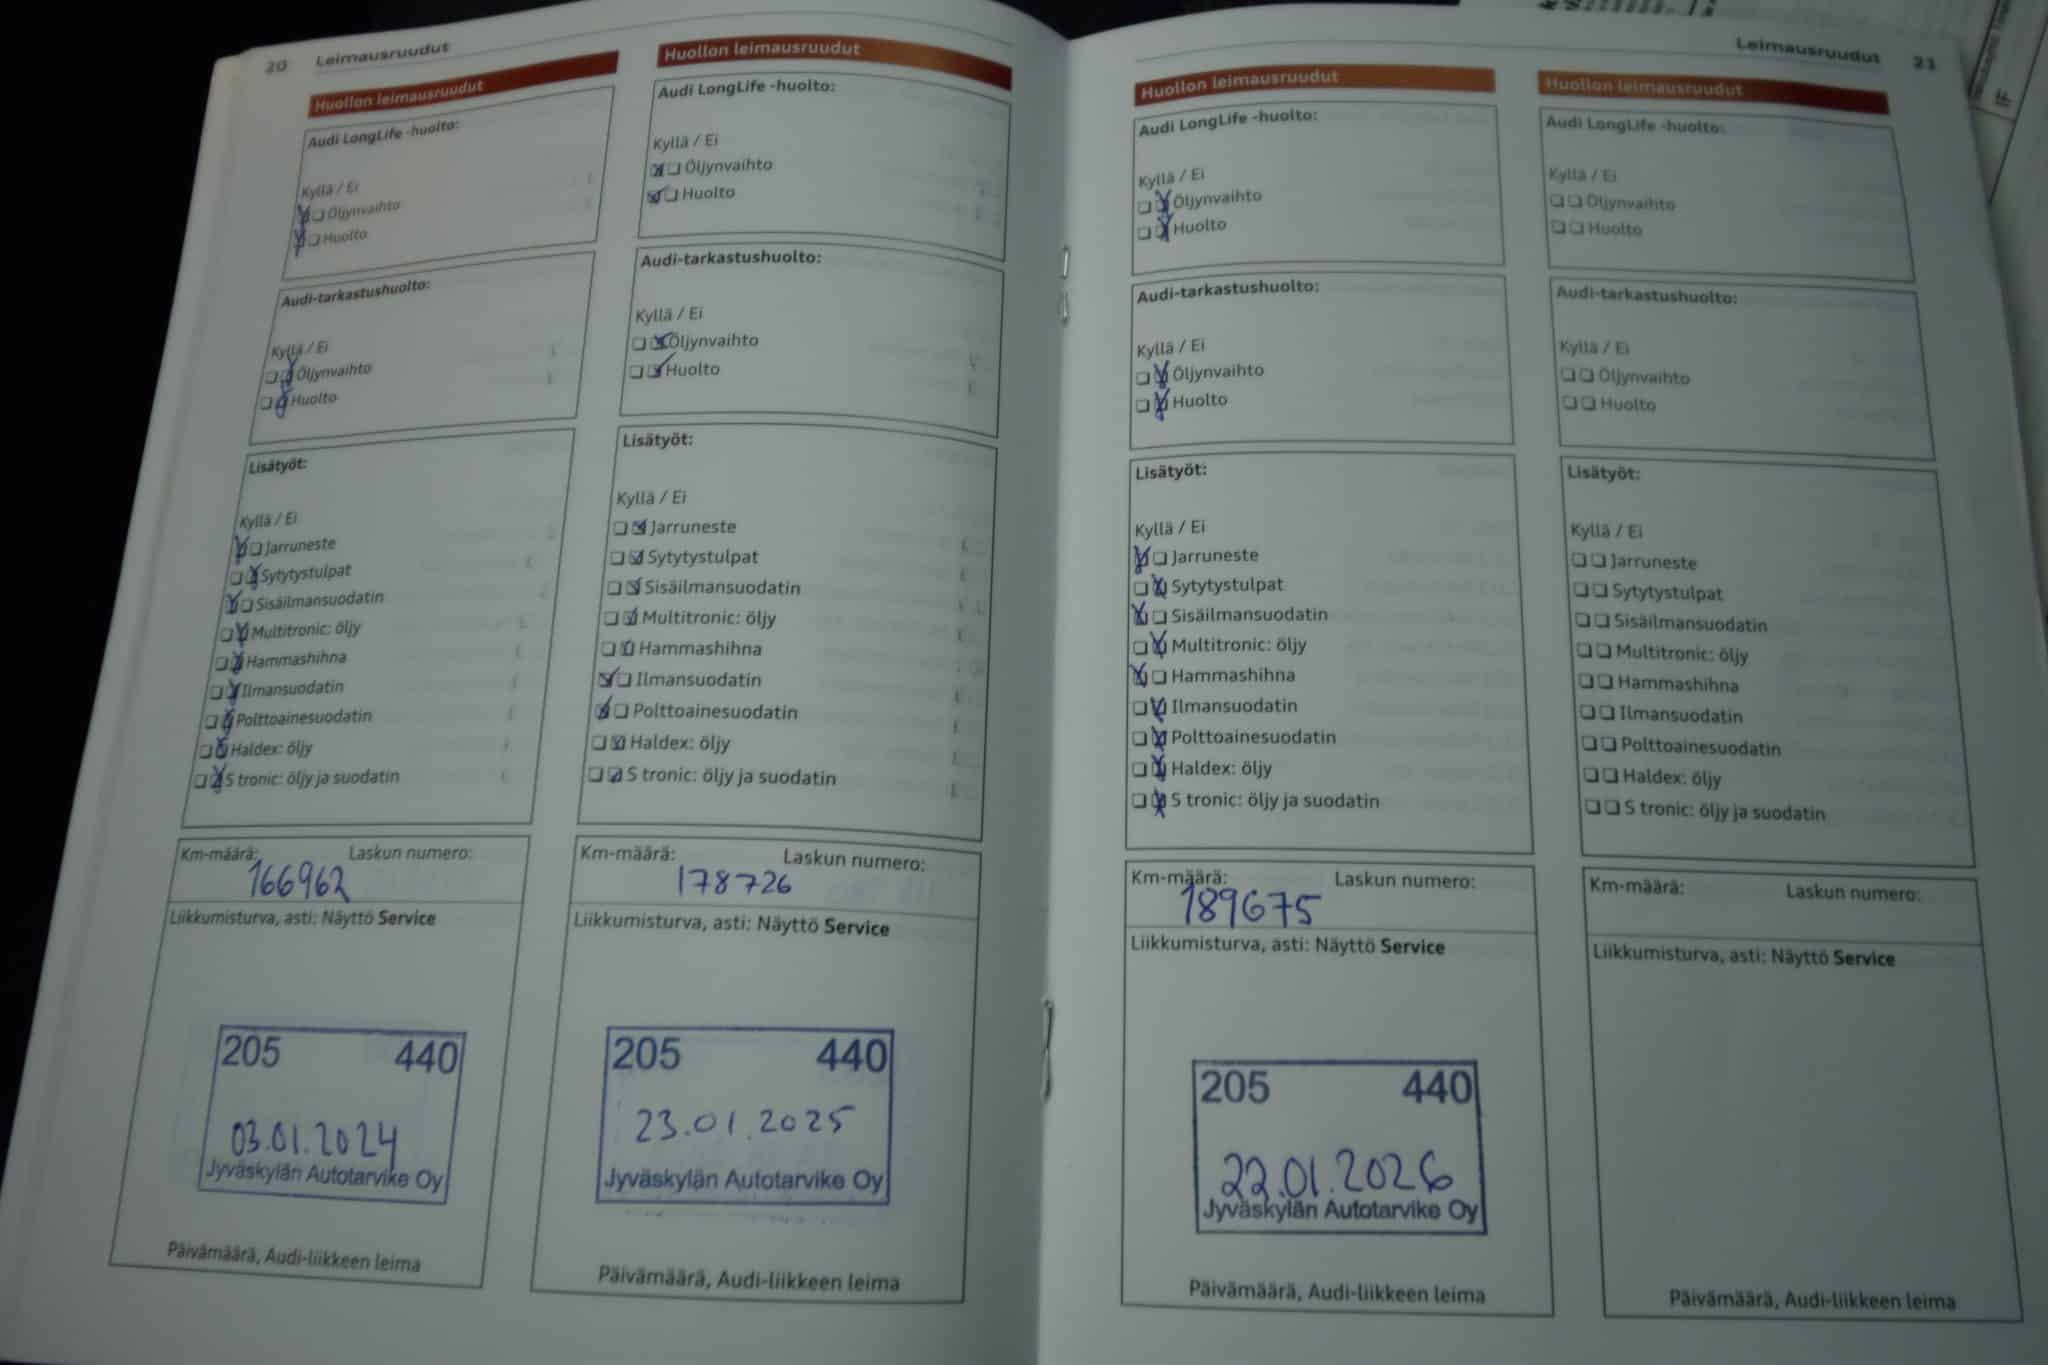 20 Leimausruudut
Huollon leimausruudut
Audi LongLife -huolto:
Kyllä / Ei
Öljynvaihto
Huolto
Audi-tarkastushuolto:
Kyllä / Ei
Öljynvaihto
Huolto
Lisätyöt:
Kyllä / Ei
Jarruneste
Sytytystulpat
Sisäilmansuodatin
Multitronic: öljy
Hammashihna
Ilmansuodatin
Polttoainesuodatin
Haldex: öljy
S tronic: öljy ja suodatin
Km-määrä: Laskun numero:
166962
Liikkumisturva, asti: Näyttö Service
205 440
03.01.2024
Jyväskylän Autotarvike Oy
Päivämäärä, Audi-liikkeen leima
Huollon leimausruudut
Audi LongLife -huolto:
Kyllä / Ei
Öljynvaihto
Huolto
Audi-tarkastushuolto:
Kyllä / Ei
Öljynvaihto
Huolto
Lisätyöt:
Kyllä / Ei
Jarruneste
Sytytystulpat
Sisäilmansuodatin
Multitronic: öljy
Hammashihna
Ilmansuodatin
Polttoainesuodatin
Haldex: öljy
S tronic: öljy ja suodatin
Km-määrä: Laskun numero:
178726
Liikkumisturva, asti: Näyttö Service
205 440
23.01.2025
Jyväskylän Autotarvike Oy
Päivämäärä, Audi-liikkeen leima
Leimausruudut 21
Huollon leimausruudut
Audi LongLife -huolto:
Kyllä / Ei
Öljynvaihto
Huolto
Audi-tarkastushuolto:
Kyllä / Ei
Öljynvaihto
Huolto
Lisätyöt:
Kyllä / Ei
Jarruneste
Sytytystulpat
Sisäilmansuodatin
Multitronic: öljy
Hammashihna
Ilmansuodatin
Polttoainesuodatin
Haldex: öljy
S tronic: öljy ja suodatin
Km-määrä: Laskun numero:
189675
Liikkumisturva, asti: Näyttö Service
205 440
22.01.2026
Jyväskylän Autotarvike Oy
Päivämäärä, Audi-liikkeen leima
Huollon leimausruudut
Audi LongLife -huolto:
Kyllä / Ei
Öljynvaihto
Huolto
Audi-tarkastushuolto:
Kyllä / Ei
Öljynvaihto
Huolto
Lisätyöt:
Kyllä / Ei
Jarruneste
Sytytystulpat
Sisäilmansuodatin
Multitronic: öljy
Hammashihna
Ilmansuodatin
Polttoainesuodatin
Haldex: öljy
S tronic: öljy ja suodatin
Km-määrä: Laskun numero:
Liikkumisturva, asti: Näyttö Service
Päivämäärä, Audi-liikkeen leima